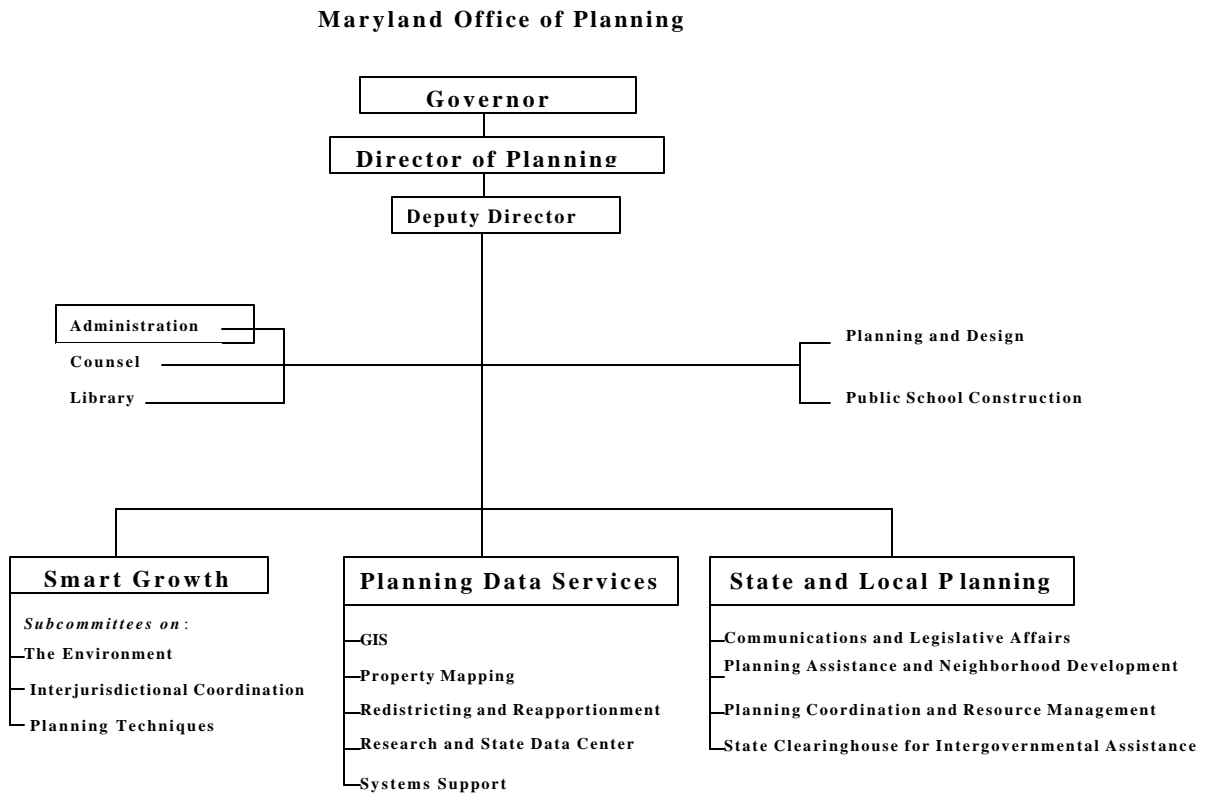 Maryland Office of Planning
Governor
Director of Planning
Deputy Director
Administration
Counsel
Library
Planning and Design
Public School Construction
Smart Growth
Subcommittees on:
The Environment
Interjurisdictional Coordination
Planning Techniques
Planning Data Services
GIS
Property Mapping
Redistricting and Reapportionment
Research and State Data Center
Systems Support
State and Local Planning
Communications and Legislative Affairs
Planning Assistance and Neighborhood Development
Planning Coordination and Resource Management
State Clearinghouse for Intergovernmental Assistance